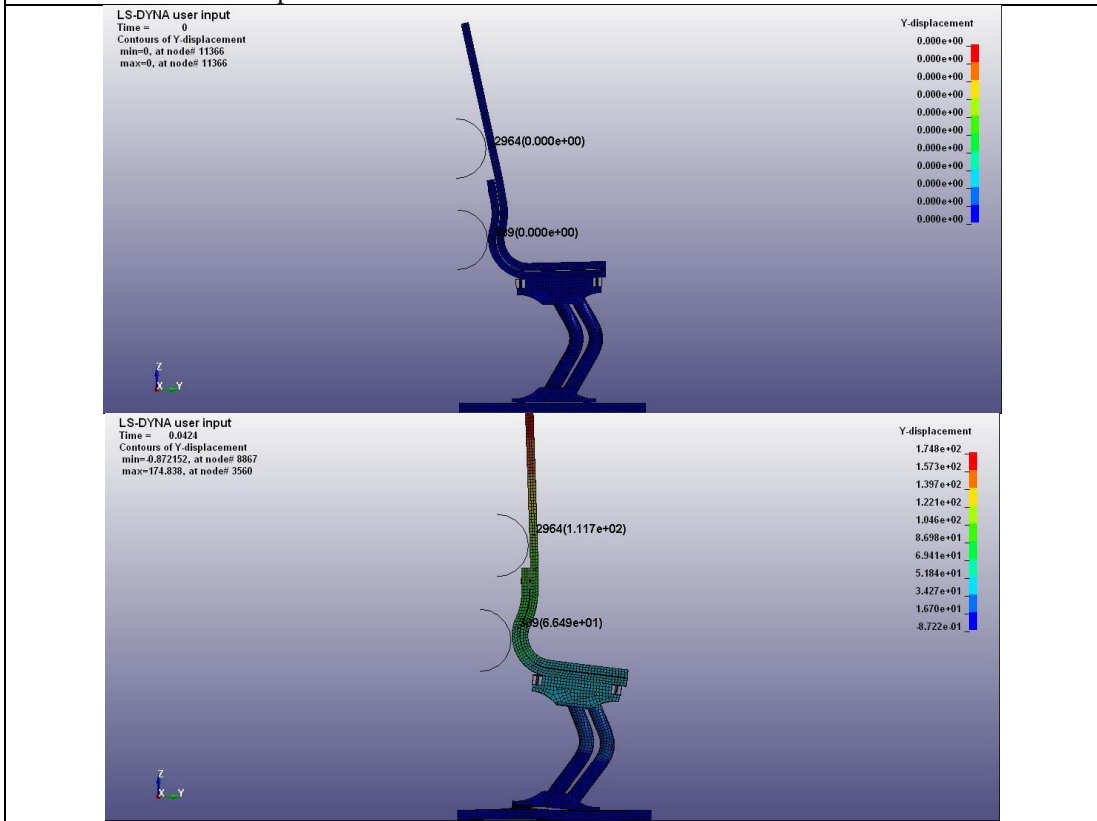 LS-DYNA user input
Time = 0
Contours of Y-displacement
min=0, at node# 11366
max=0, at node# 11366
Y-displacement
0.000e+00
0.000e+00
0.000e+00
0.000e+00
0.000e+00
0.000e+00
0.000e+00
0.000e+00
0.000e+00
0.000e+00
0.000e+00
2964(0.000e+00)
(0.000e+00)
Z
X Y
LS-DYNA user input
Time = 0.0424
Contours of Y-displacement
min=-0.872152, at node# 8867
max=174.838, at node# 3560
Y-displacement
1.748e+02
1.573e+02
1.397e+02
1.221e+02
1.046e+02
8.698e+01
6.941e+01
5.184e+01
3.427e+01
1.670e+01
-8.722e-01
2964(1.117e+02)
(6.649e+01)
Z
X Y